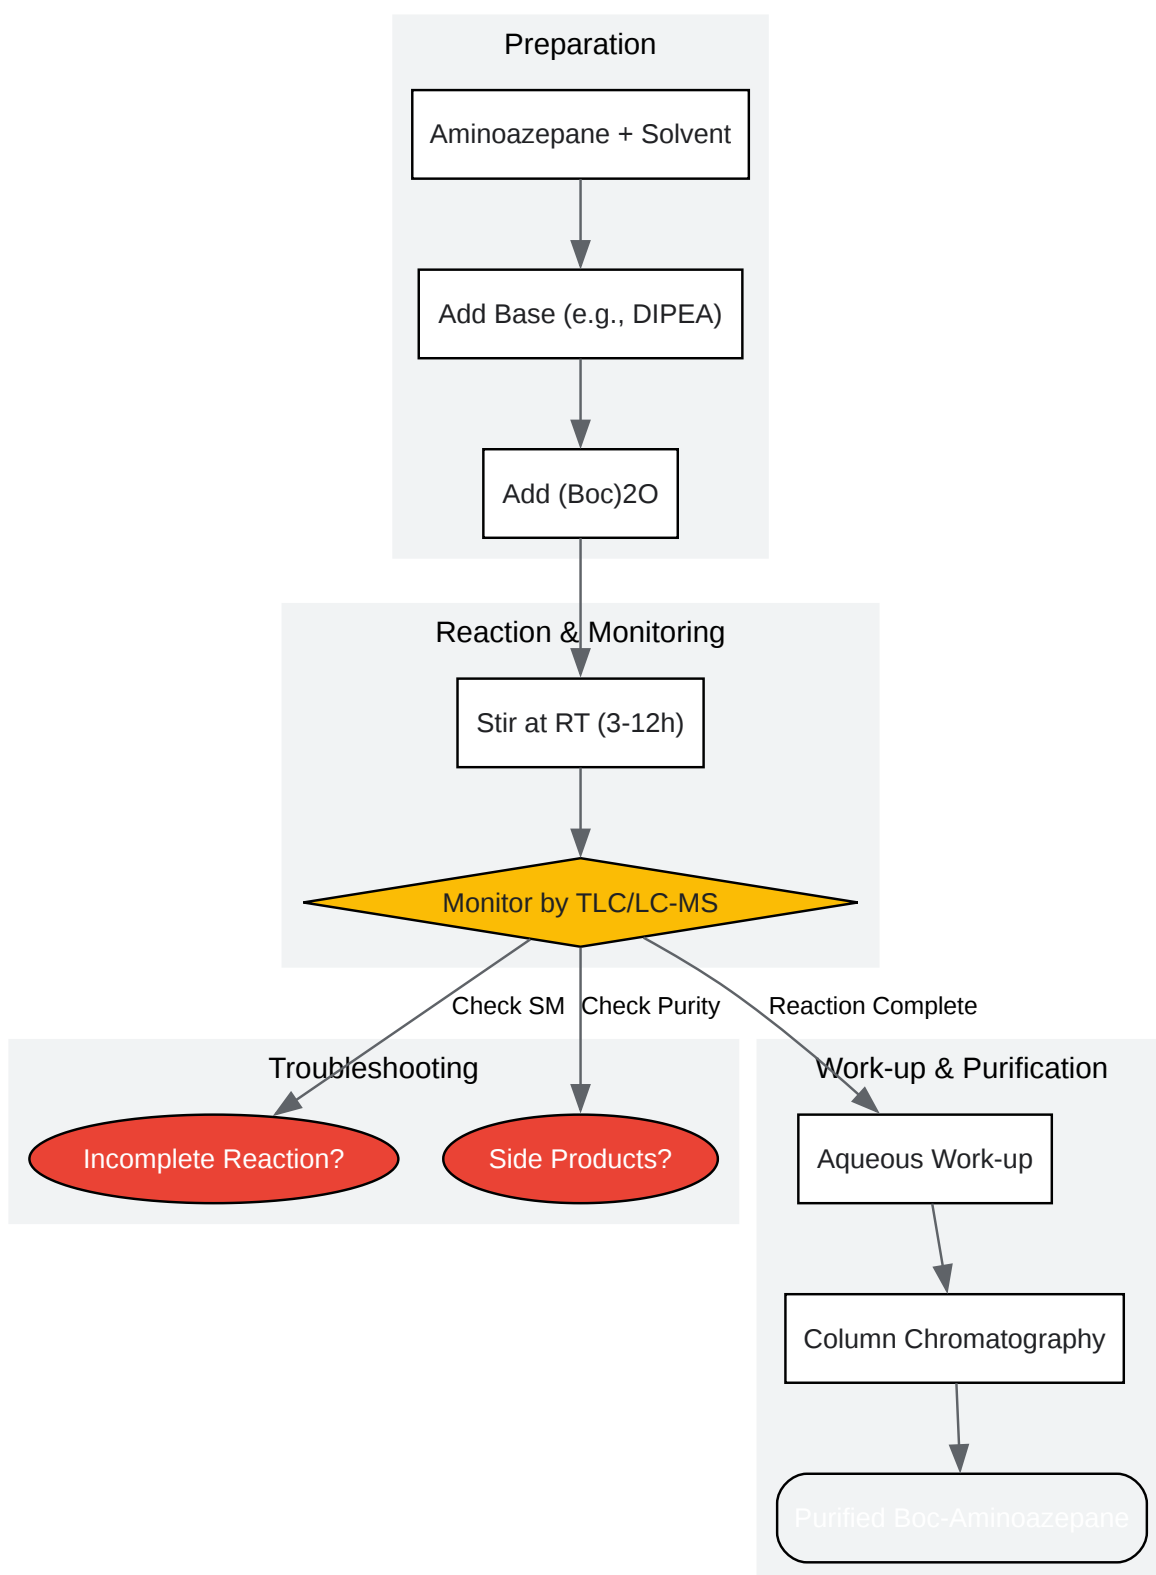 Preparation
Aminoazepane + Solvent
Add Base (e.g., DIPEA)
Add (Boc)2O
Reaction & Monitoring
Stir at RT (3-12h)
Monitor by TLC/LC-MS
Check SM
Check Purity
Reaction Complete
Troubleshooting
Work-up & Purification
Incomplete Reaction?
Side Products?
Aqueous Work-up
Column Chromatography
Purified Boc-Aminoazepane